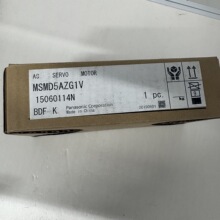 AC. SERVO MOTOR
MSMD5AZG1V
1 pc.
15060114N
BDF K
Panasonic Corporation
Made in China